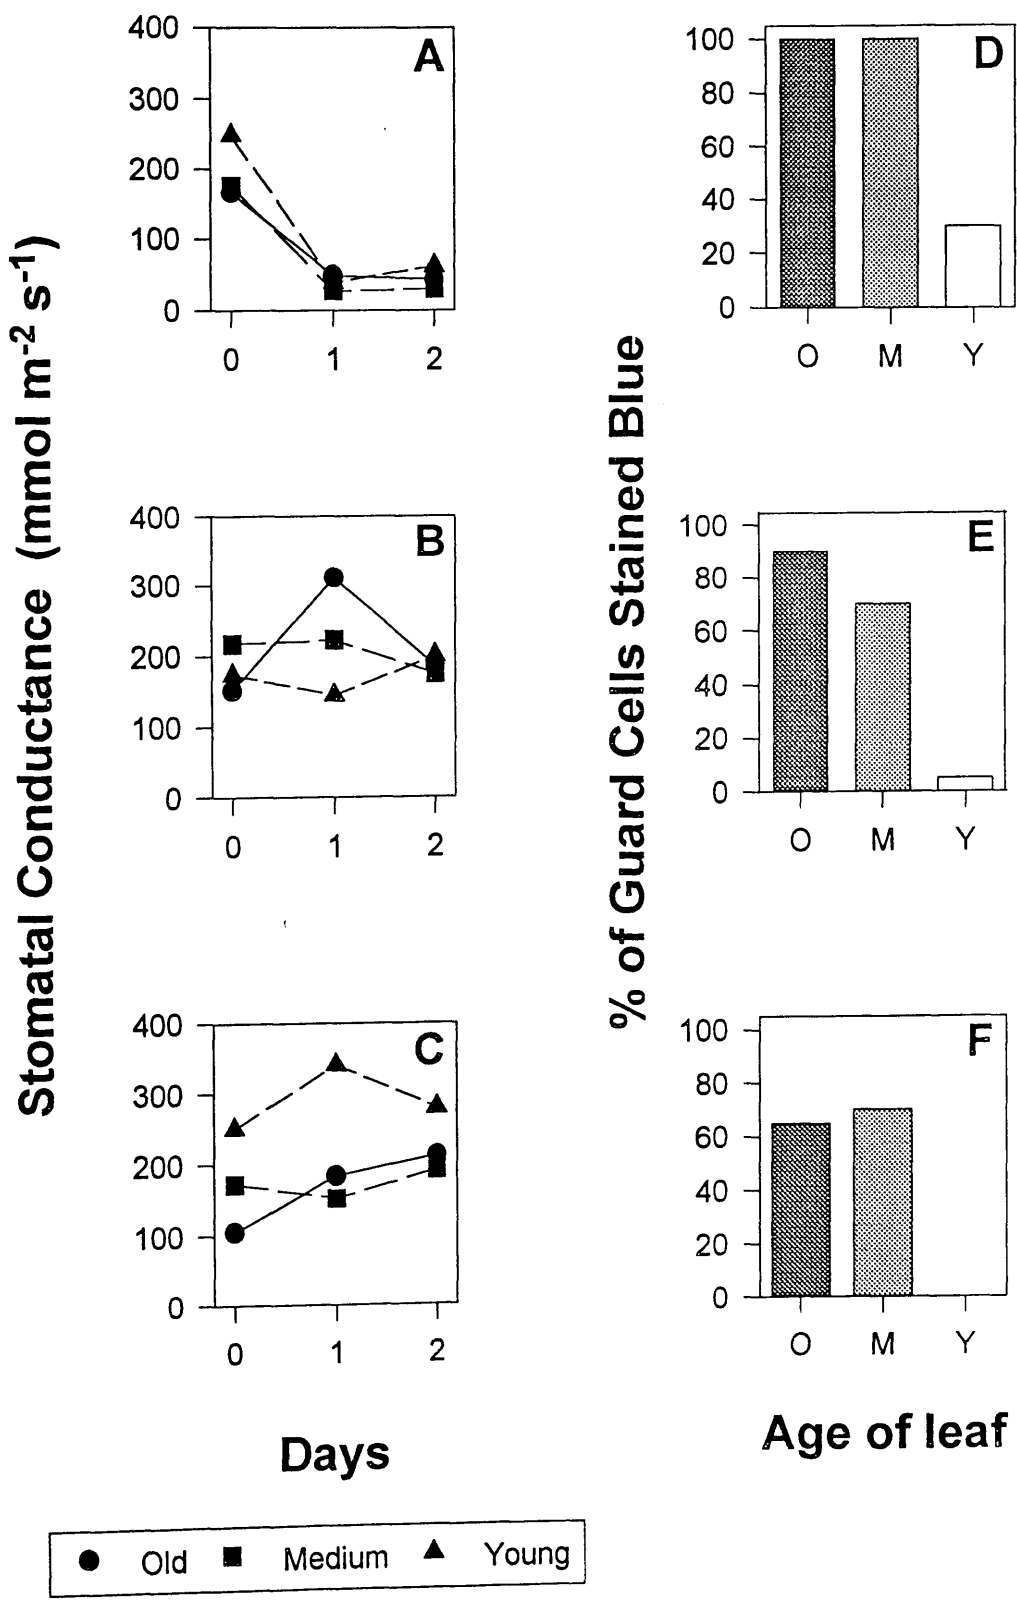 Stomatal Conductance (mmol m-2 s-1)
400
300
200
100
0
A
0 1 2
400
300
200
100
0
B
0 1 2
400
300
200
100
0
C
0 1 2
Days
% of Guard Cells Stained Blue
100
80
60
40
20
0
D
O M Y
100
80
60
40
20
0
E
O M Y
100
80
60
40
20
0
F
O M Y
Age of leaf
Old Medium Young